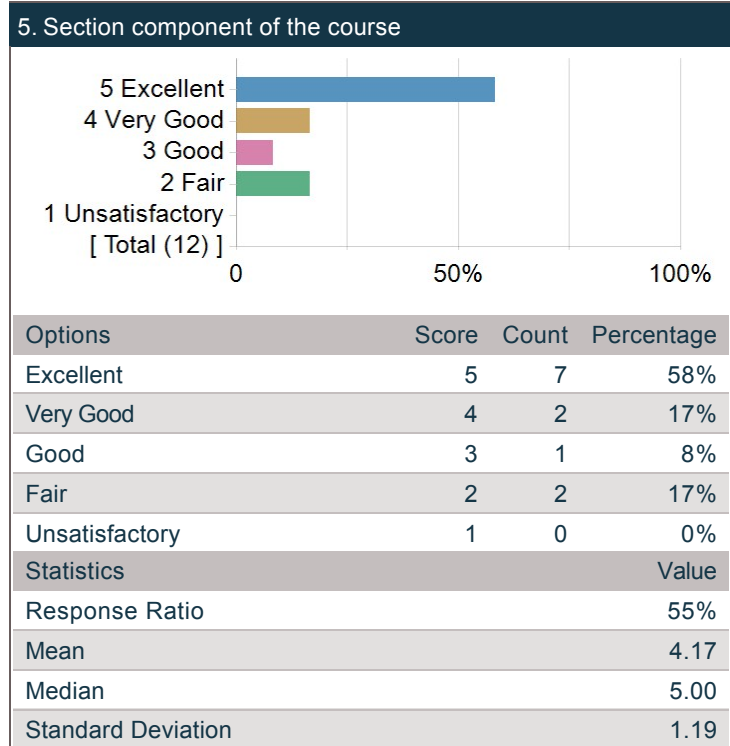 5. Section component of the course
5 Excellent
4 Very Good
3 Good
2 Fair
1 Unsatisfactory
[ Total (12) ]
0 50% 100%
Options Score Count Percentage
Excellent 5 7 58%
Very Good 4 2 17%
Good 3 1 8%
Fair 2 2 17%
Unsatisfactory 1 0 0%
Statistics Value
Response Ratio 55%
Mean 4.17
Median 5.00
Standard Deviation 1.19